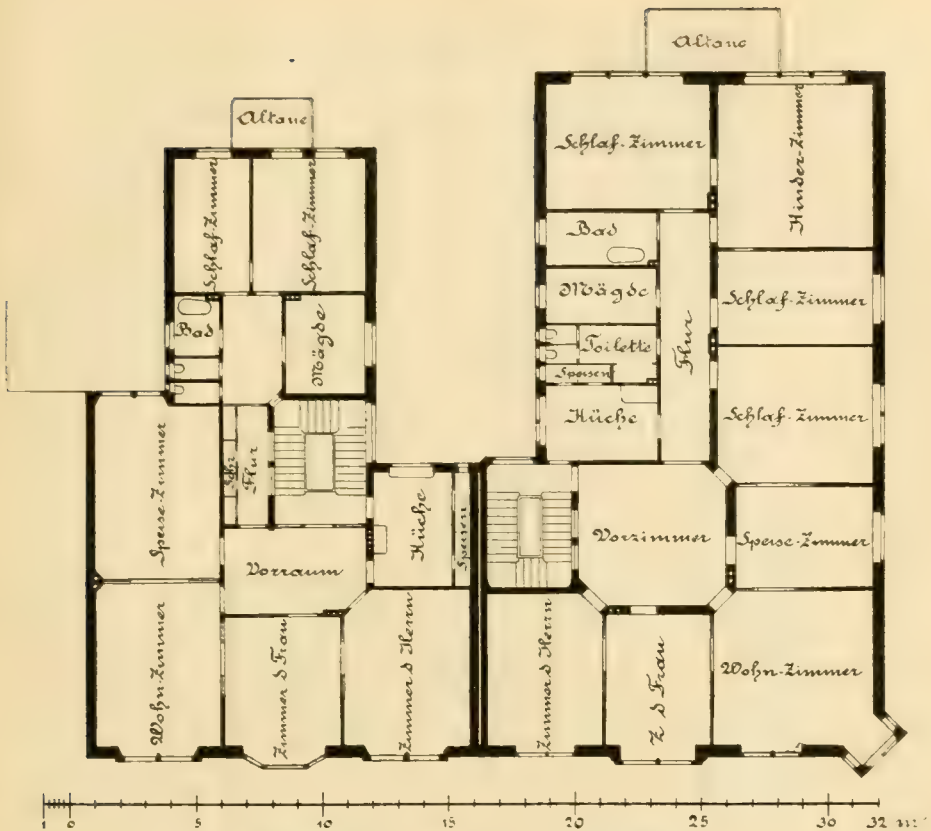 Altane
Schlaf-Zimmer
Schlaf-Zimmer
Bad
Mägde
Speise-Zimmer
Flur
Küche
Speisen
Vorraum
Wohn-Zimmer
Zimmer d Frau
Zimmer d Herrn
Altane
Schlaf-Zimmer
Kinder-Zimmer
Bad
Mägde
Schlaf-Zimmer
Toilette
Flur
Speisen
Küche
Schlaf-Zimmer
Vorzimmer
Speise-Zimmer
Zimmer d Herrn
Z d Frau
Wohn-Zimmer
1 0 5 10 15 20 25 30 32 m